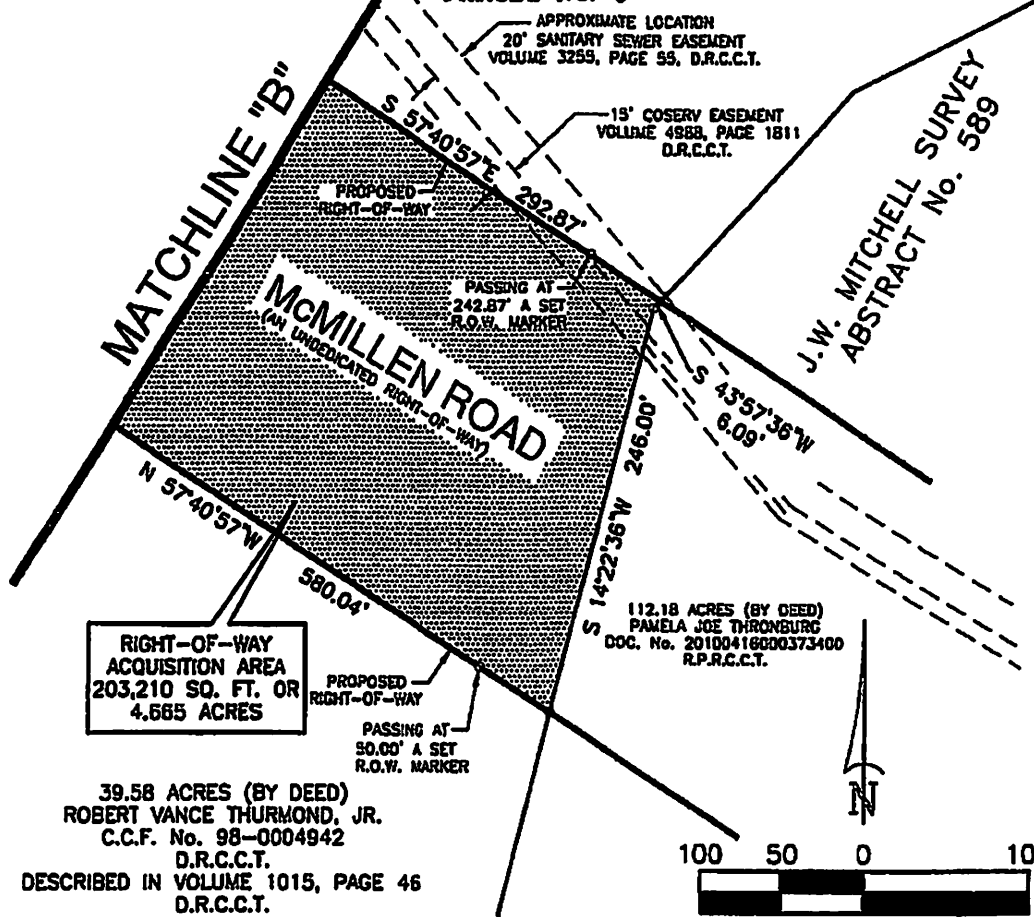 APPROXIMATE LOCATION
20' SANITARY SEWER EASEMENT
VOLUME 3255, PAGE 55, D.R.C.C.T.
15' COSERV EASEMENT
VOLUME 4988, PAGE 1811
D.R.C.C.T.
MATCHLINE "B"
S 57°40'57"E 292.87'
PROPOSED
RIGHT-OF-WAY
PASSING AT
242.87' A SET
R.O.W. MARKER
J.W. MITCHELL SURVEY
ABSTRACT No. 589
McMILLEN ROAD
(AN UNDEDICATED RIGHT-OF-WAY)
S 43°57'36"W
6.09'
S 14°22'36"W 246.00'
N 57°40'57"W
580.04'
RIGHT-OF-WAY
ACQUISITION AREA
203,210 SQ. FT. OR
4.665 ACRES
PROPOSED
RIGHT-OF-WAY
PASSING AT
50.00' A SET
R.O.W. MARKER
112.18 ACRES (BY DEED)
PAMELA JOE THRONBURG
DOC. No. 20100416000373400
R.P.R.C.C.T.
39.58 ACRES (BY DEED)
ROBERT VANCE THURMOND, JR.
C.C.F. No. 98-0004942
D.R.C.C.T.
DESCRIBED IN VOLUME 1015, PAGE 46
D.R.C.C.T.
N
100 50 0